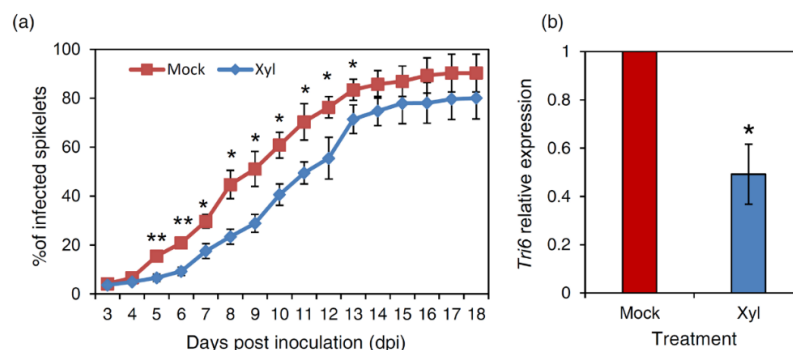 (a)
100
80
60
40
20
0
%of infected spikelets
Mock
Xyl
**
**
*
*
*
*
*
*
*
3 4 5 6 7 8 9 10 11 12 13 14 15 16 17 18
Days post inoculation (dpi)
(b)
1
0.8
0.6
0.4
0.2
0
Tri6 relative expression
*
Mock Xyl
Treatment